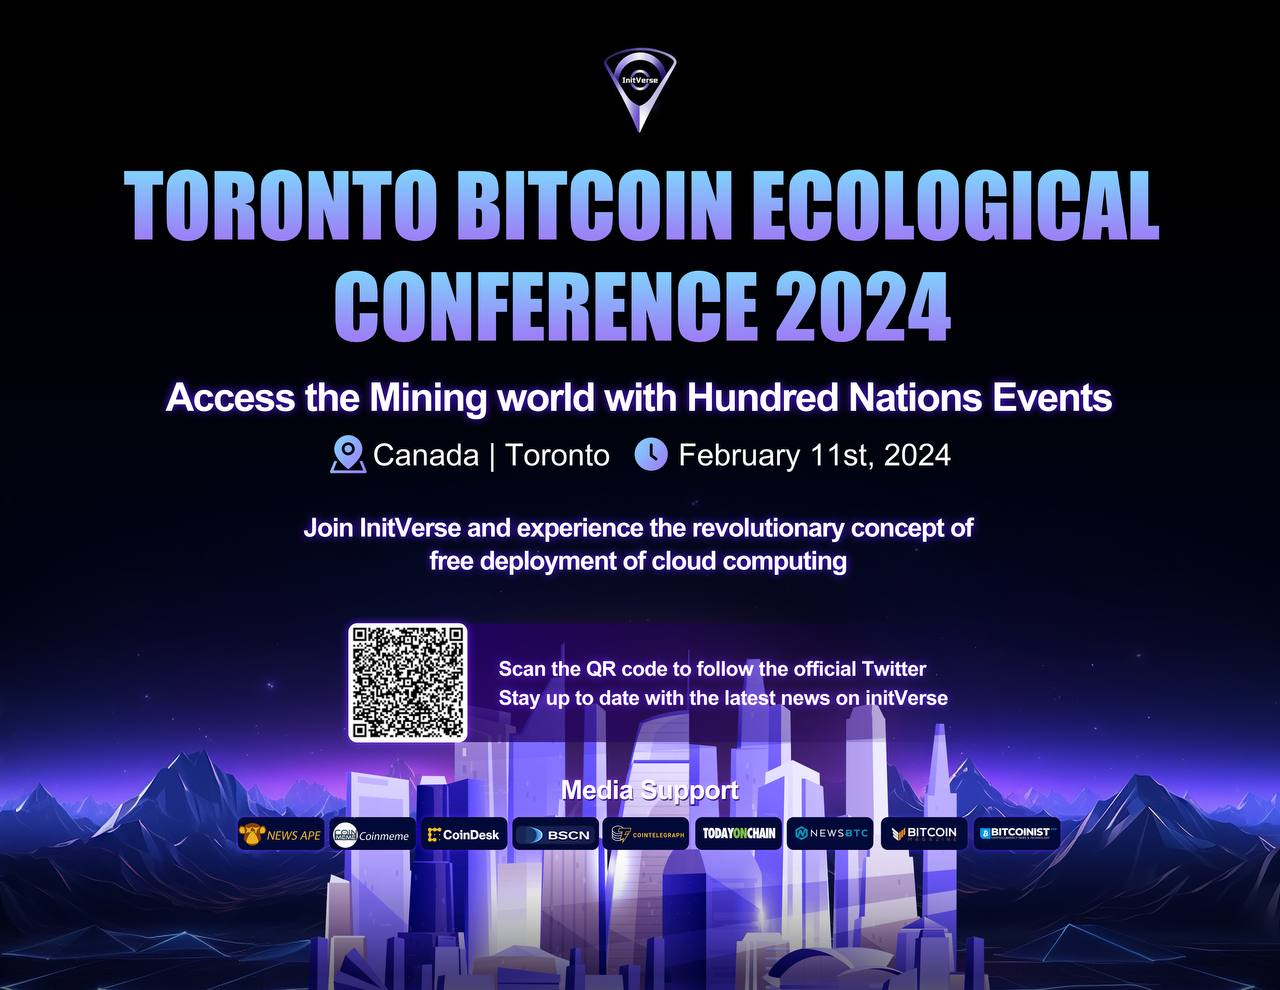 InitVerse
TORONTO BITCOIN ECOLOGICAL
CONFERENCE 2024
Access the Mining world with Hundred Nations Events
Canada | Toronto February 11st, 2024
Join InitVerse and experience the revolutionary concept of
free deployment of cloud computing
Scan the QR code to follow the official Twitter
Stay up to date with the latest news on initVerse
Media Support
NEWS APE COIN MEME Coinmeme CoinDesk BSCN COINTELEGRAPH TODAYONCHAIN NEWSBTC BITCOIN MAGAZINE BITCOINIST